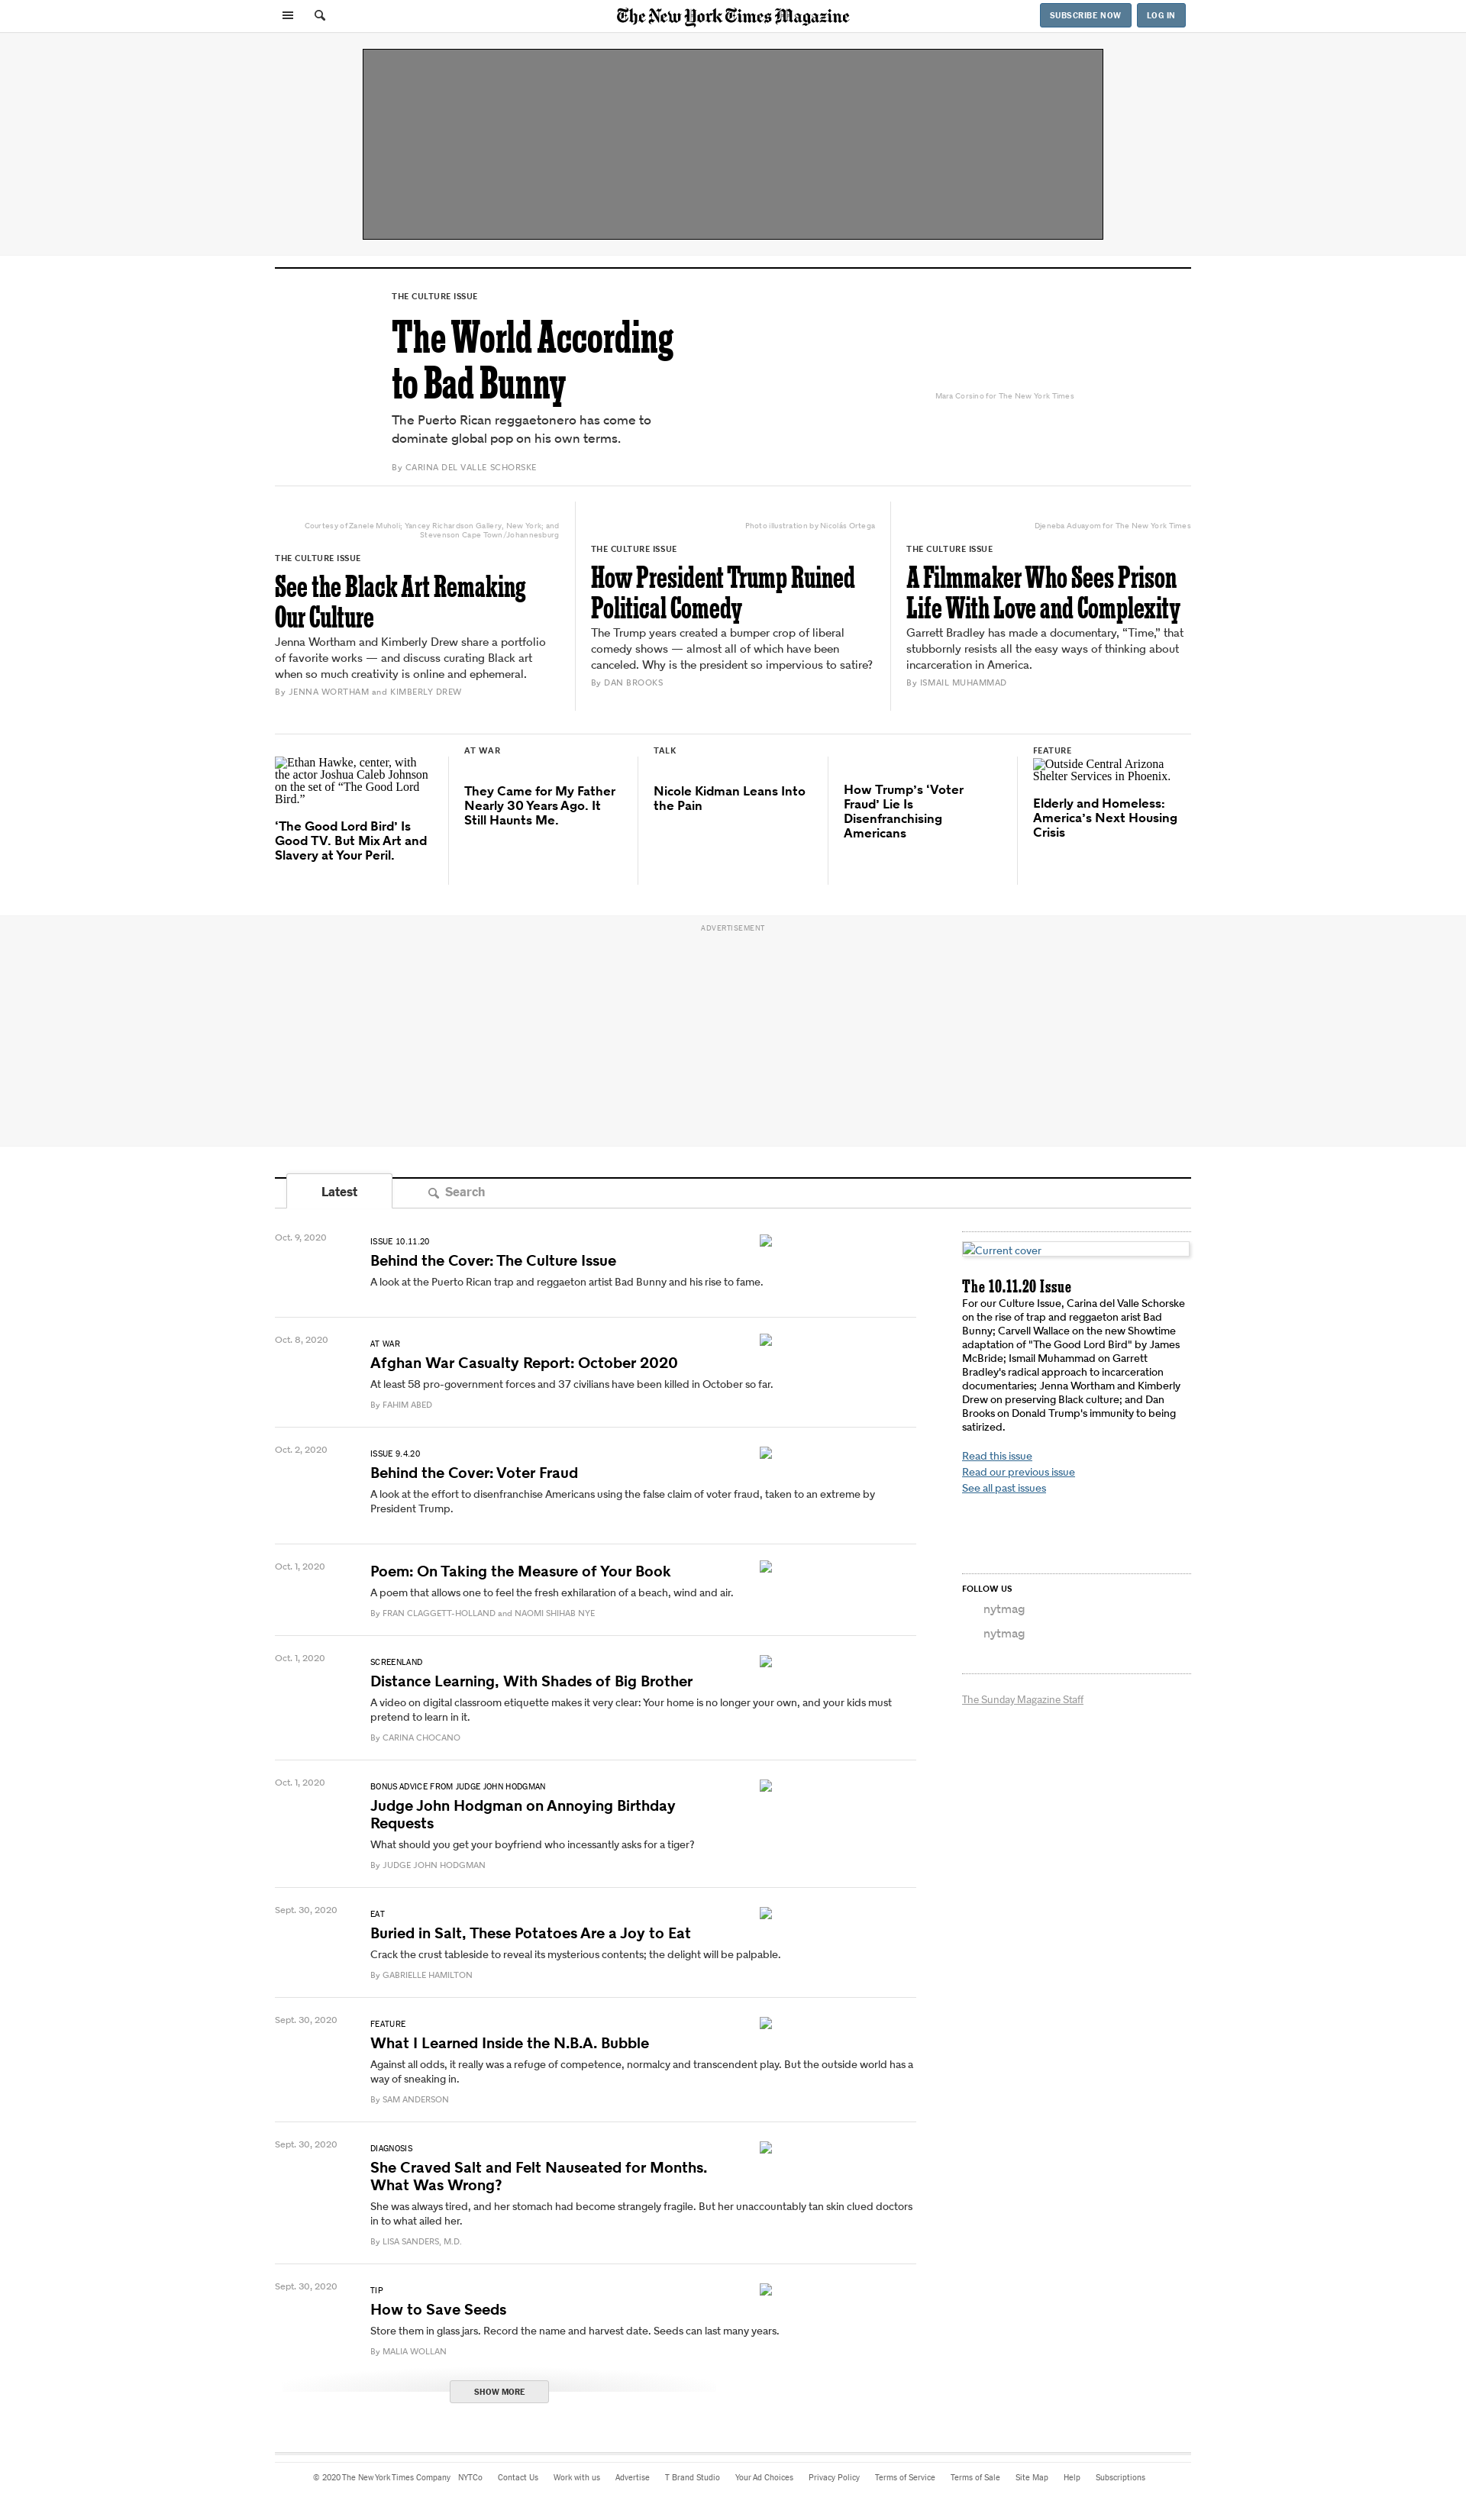 The New York Times Magazine
SUBSCRIBE NOW
LOG IN
THE CULTURE ISSUE
The World According
to Bad Bunny
The Puerto Rican reggaetonero has come to
dominate global pop on his own terms.
By CARINA DEL VALLE SCHORSKE
Mara Corsino for The New York Times
Courtesy of Zanele Muholi; Yancey Richardson Gallery, New York; and
Stevenson Cape Town/Johannesburg
THE CULTURE ISSUE
See the Black Art Remaking
Our Culture
Jenna Wortham and Kimberly Drew share a portfolio
of favorite works — and discuss curating Black art
when so much creativity is online and ephemeral.
By JENNA WORTHAM and KIMBERLY DREW
Photo illustration by Nicolás Ortega
THE CULTURE ISSUE
How President Trump Ruined
Political Comedy
The Trump years created a bumper crop of liberal
comedy shows — almost all of which have been
canceled. Why is the president so impervious to satire?
By DAN BROOKS
Djeneba Aduayom for The New York Times
THE CULTURE ISSUE
A Filmmaker Who Sees Prison
Life With Love and Complexity
Garrett Bradley has made a documentary, “Time,” that
stubbornly resists all the easy ways of thinking about
incarceration in America.
By ISMAIL MUHAMMAD
Ethan Hawke, center, with
the actor Joshua Caleb Johnson
on the set of “The Good Lord
Bird.”
‘The Good Lord Bird’ Is
Good TV. But Mix Art and
Slavery at Your Peril.
AT WAR
They Came for My Father
Nearly 30 Years Ago. It
Still Haunts Me.
TALK
Nicole Kidman Leans Into
the Pain
How Trump’s ‘Voter
Fraud’ Lie Is
Disenfranchising
Americans
FEATURE
Outside Central Arizona
Shelter Services in Phoenix.
Elderly and Homeless:
America’s Next Housing
Crisis
ADVERTISEMENT
Latest
Search
Oct. 9, 2020
ISSUE 10.11.20
Behind the Cover: The Culture Issue
A look at the Puerto Rican trap and reggaeton artist Bad Bunny and his rise to fame.
Oct. 8, 2020
AT WAR
Afghan War Casualty Report: October 2020
At least 58 pro-government forces and 37 civilians have been killed in October so far.
By FAHIM ABED
Oct. 2, 2020
ISSUE 9.4.20
Behind the Cover: Voter Fraud
A look at the effort to disenfranchise Americans using the false claim of voter fraud, taken to an extreme by
President Trump.
Oct. 1, 2020
Poem: On Taking the Measure of Your Book
A poem that allows one to feel the fresh exhilaration of a beach, wind and air.
By FRAN CLAGGETT-HOLLAND and NAOMI SHIHAB NYE
Oct. 1, 2020
SCREENLAND
Distance Learning, With Shades of Big Brother
A video on digital classroom etiquette makes it very clear: Your home is no longer your own, and your kids must
pretend to learn in it.
By CARINA CHOCANO
Oct. 1, 2020
BONUS ADVICE FROM JUDGE JOHN HODGMAN
Judge John Hodgman on Annoying Birthday
Requests
What should you get your boyfriend who incessantly asks for a tiger?
By JUDGE JOHN HODGMAN
Sept. 30, 2020
EAT
Buried in Salt, These Potatoes Are a Joy to Eat
Crack the crust tableside to reveal its mysterious contents; the delight will be palpable.
By GABRIELLE HAMILTON
Sept. 30, 2020
FEATURE
What I Learned Inside the N.B.A. Bubble
Against all odds, it really was a refuge of competence, normalcy and transcendent play. But the outside world has a
way of sneaking in.
By SAM ANDERSON
Sept. 30, 2020
DIAGNOSIS
She Craved Salt and Felt Nauseated for Months.
What Was Wrong?
She was always tired, and her stomach had become strangely fragile. But her unaccountably tan skin clued doctors
in to what ailed her.
By LISA SANDERS, M.D.
Sept. 30, 2020
TIP
How to Save Seeds
Store them in glass jars. Record the name and harvest date. Seeds can last many years.
By MALIA WOLLAN
SHOW MORE
Current cover
The 10.11.20 Issue
For our Culture Issue, Carina del Valle Schorske
on the rise of trap and reggaeton arist Bad
Bunny; Carvell Wallace on the new Showtime
adaptation of "The Good Lord Bird" by James
McBride; Ismail Muhammad on Garrett
Bradley's radical approach to incarceration
documentaries; Jenna Wortham and Kimberly
Drew on preserving Black culture; and Dan
Brooks on Donald Trump's immunity to being
satirized.
Read this issue
Read our previous issue
See all past issues
FOLLOW US
nytmag
nytmag
The Sunday Magazine Staff
© 2020 The New York Times Company NYTCo Contact Us Work with us Advertise T Brand Studio Your Ad Choices Privacy Policy Terms of Service Terms of Sale Site Map Help Subscriptions